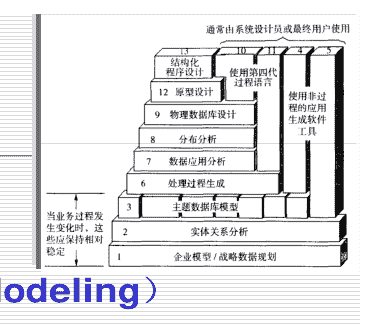 通常由系统设计员或最终用户使用
13
10
11
4
5
结构化
程序设计
使用第四代
过程语言
使用非过
程的应用
生成软件
工具
12 原型设计
9 物理数据库设计
8 分布分析
7 数据应用分析
6 处理过程生成
3 主题数据库模型
2 实体关系分析
1 企业模型/战略数据规划
当业务过程发
生变化时，这
些应保持相对
稳定
lodeling）